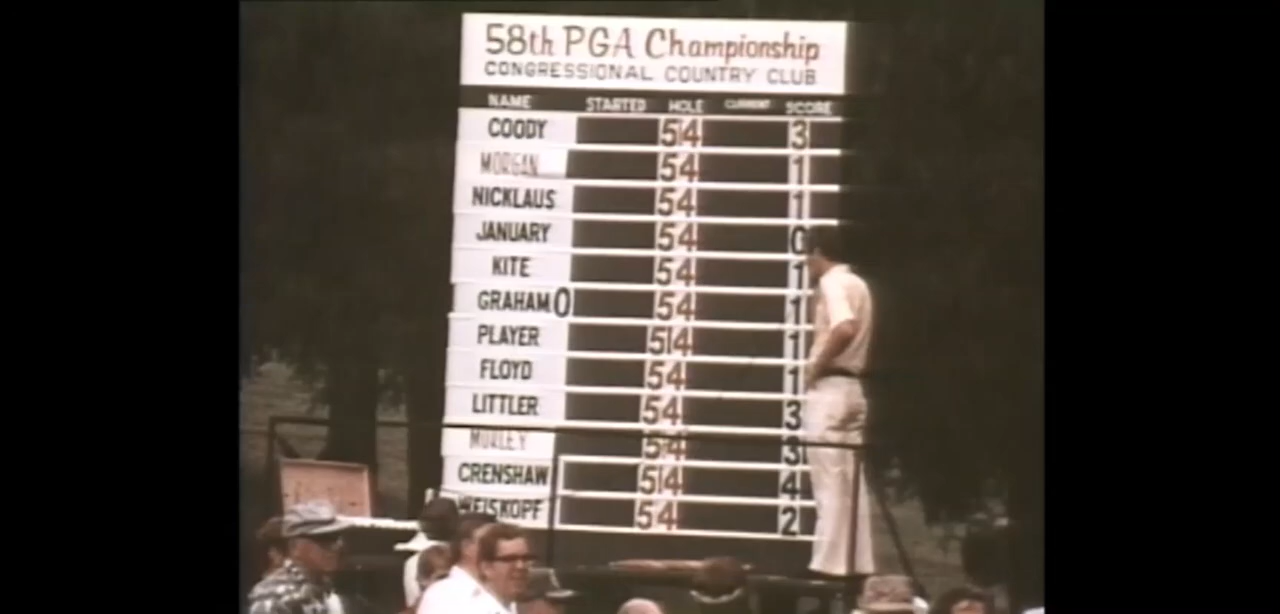 58th PGA Championship
CONGRESSIONAL COUNTRY CLUB
NAME STARTED HOLE CURRENT SCORE
COODY 54 3
MORGAN 54 1
NICKLAUS 54 1
JANUARY 54 0
KITE 54 1
GRAHAM 0 54 1
PLAYER 54 1
FLOYD 54 1
LITTLER 54 3
54 3
CRENSHAW 54 4
WEISKOPF 54 2